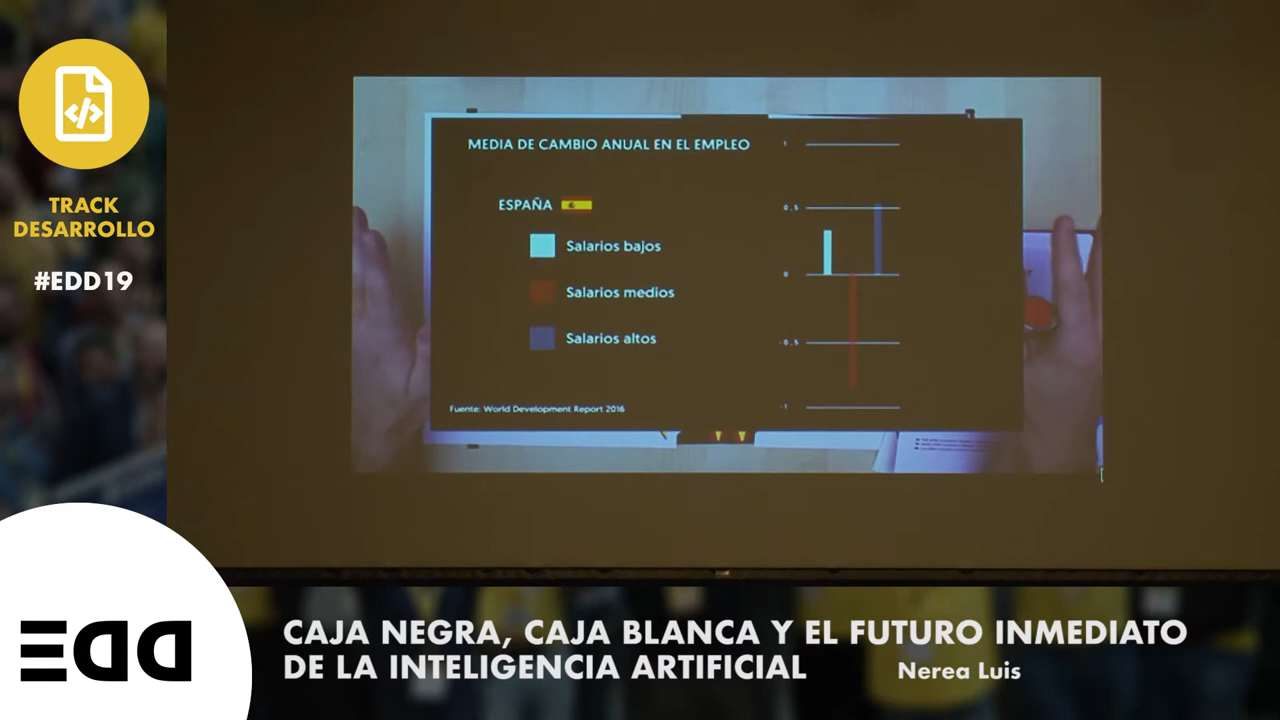 TRACK
DESARROLLO
#EDD19
MEDIA DE CAMBIO ANUAL EN EL EMPLEO
ESPAÑA
Salarios bajos
Salarios medios
Salarios altos
Fuente: World Development Report 2016
1
0,5
0
-0,5
-1
EDD
CAJA NEGRA, CAJA BLANCA Y EL FUTURO INMEDIATO
DE LA INTELIGENCIA ARTIFICIAL
Nerea Luis